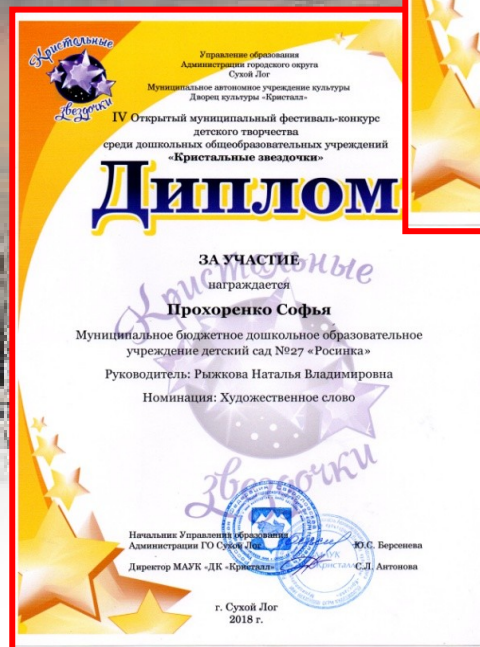 Кристальные
звездочки
Управление образования
Администрации городского округа
Сухой Лог
Муниципальное автономное учреждение культуры
Дворец культуры «Кристалл»
IV Открытый муниципальный фестиваль-конкурс
детского творчества
среди дошкольных общеобразовательных учреждений
«Кристальные звездочки»
Диплом
ЗА УЧАСТИЕ
награждается
Кристальные
Прохоренко Софья
Муниципальное бюджетное дошкольное образовательное
учреждение детский сад №27 «Росинка»
Руководитель: Рыжкова Наталья Владимировна
Номинация: Художественное слово
звездочки
Начальник Управления образования
Администрации ГО Сухой Лог Ю.С. Берсенева
Директор МАУК «ДК «Кристалл» С.Л. Антонова
г. Сухой Лог
2018 г.